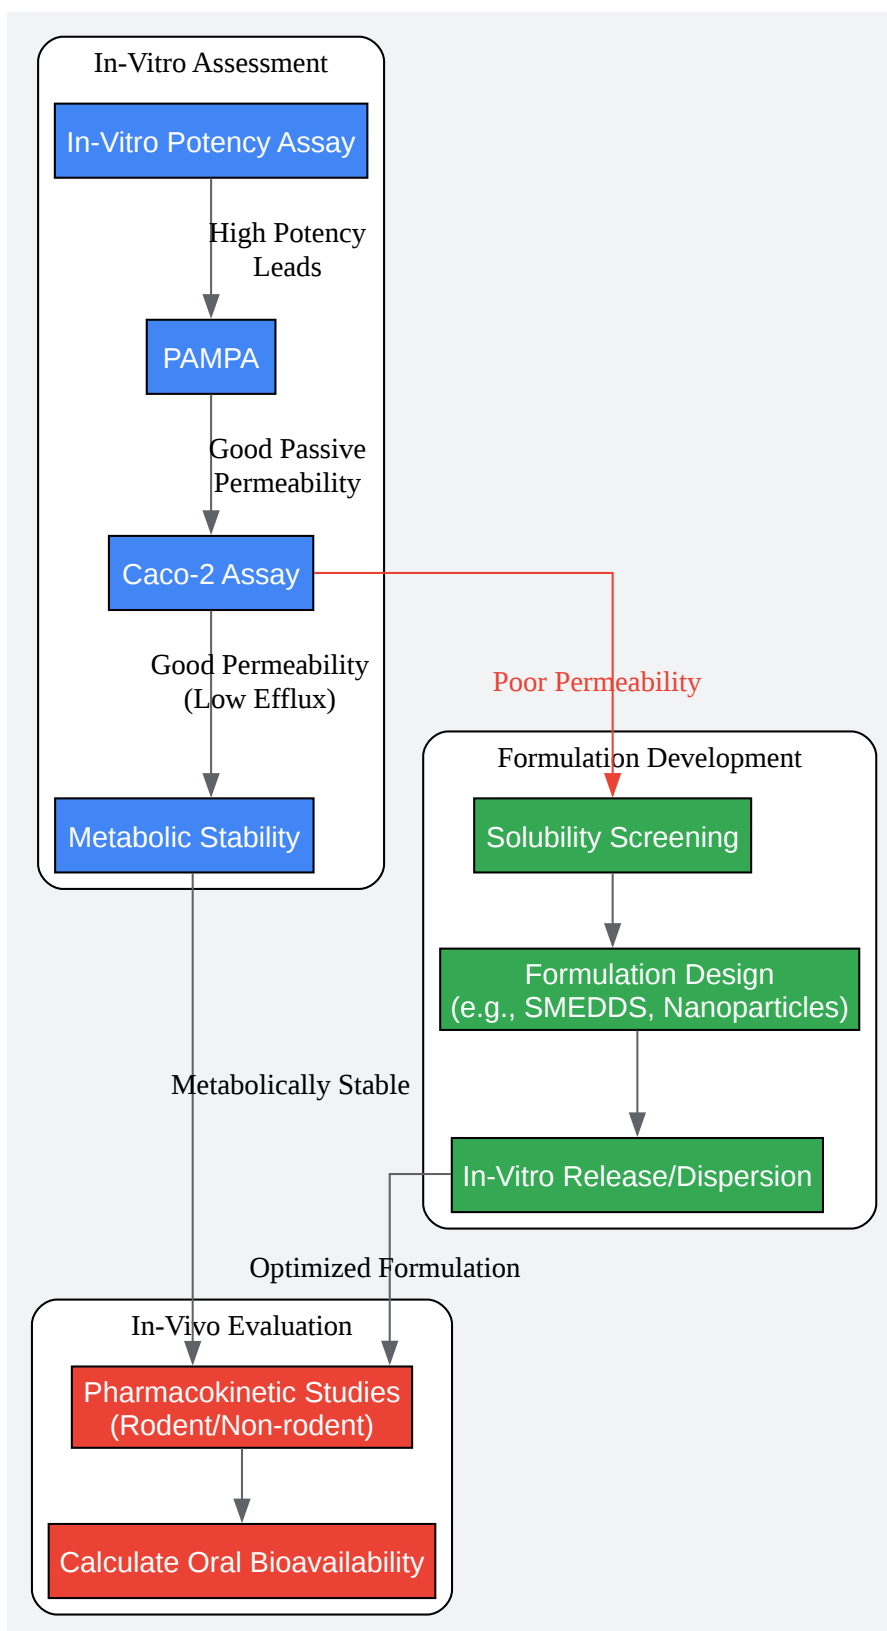 In-Vitro Assessment
In-Vitro Potency Assay
High Potency
Leads
PAMPA
Good Passive
Permeability
Caco-2 Assay
Good Permeability
(Low Efflux)
Poor Permeability
Metabolic Stability
Formulation Development
Solubility Screening
Formulation Design
(e.g., SMEDDS, Nanoparticles)
Metabolically Stable
In-Vitro Release/Dispersion
Optimized Formulation
In-Vivo Evaluation
Pharmacokinetic Studies
(Rodent/Non-rodent)
Calculate Oral Bioavailability